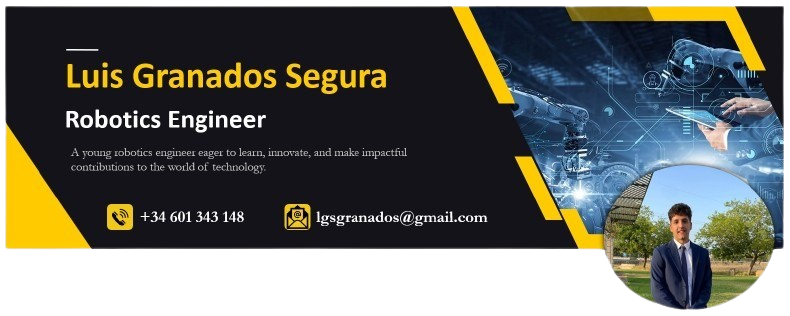 Luis Granados Segura
Robotics Engineer
A young robotics engineer eager to learn, innovate, and make impactful
contributions to the world of technology.
+34 601 343 148
lgsgranados@gmail.com